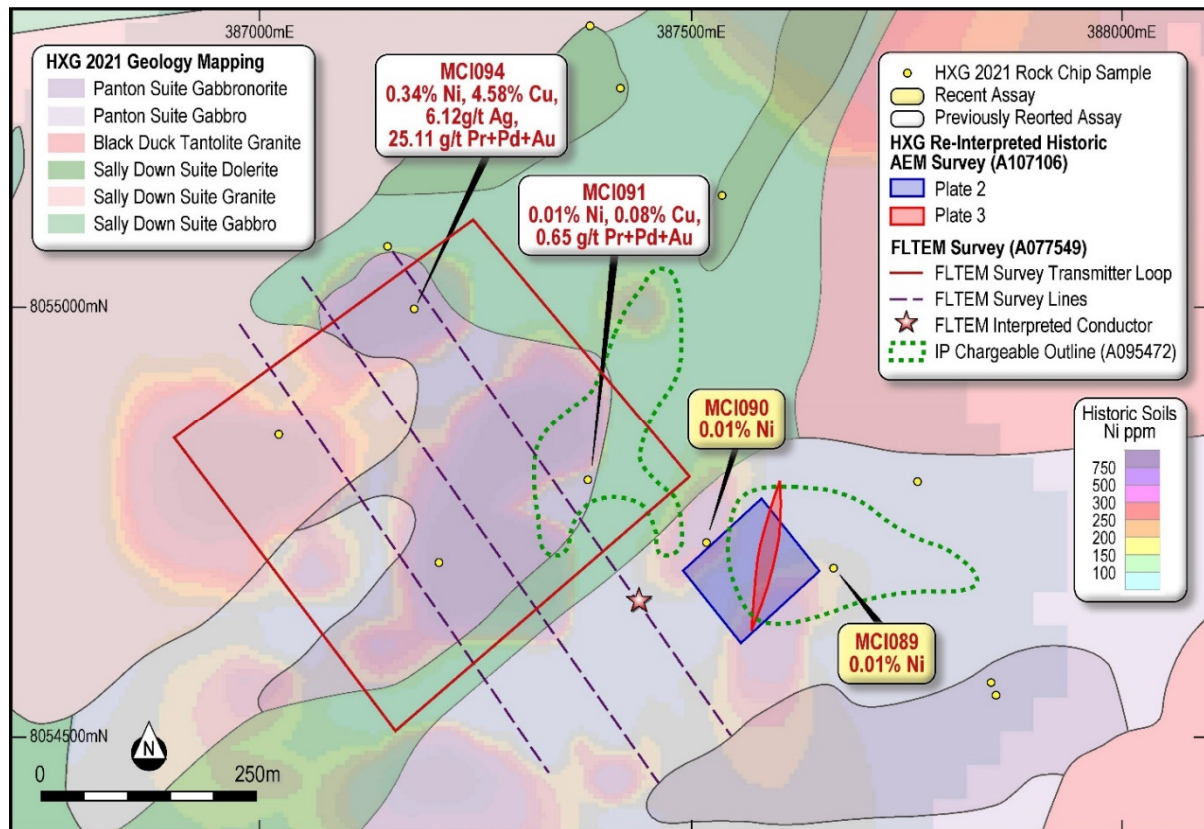 387000mE
387500mE
388000mE
HXG 2021 Geology Mapping
Panton Suite Gabbronorite
Panton Suite Gabbro
Black Duck Tantolite Granite
Sally Down Suite Dolerite
Sally Down Suite Granite
Sally Down Suite Gabbro
MCI094
0.34% Ni, 4.58% Cu,
6.12g/t Ag,
25.11 g/t Pr+Pd+Au
MCI091
0.01% Ni, 0.08% Cu,
0.65 g/t Pr+Pd+Au
HXG 2021 Rock Chip Sample
Recent Assay
Previously Reorted Assay
HXG Re-Interpreted Historic
AEM Survey (A107106)
Plate 2
Plate 3
FLTEM Survey (A077549)
FLTEM Survey Transmitter Loop
FLTEM Survey Lines
FLTEM Interpreted Conductor
IP Chargeable Outline (A095472)
8055000mN
MCI090
0.01% Ni
Historic Soils
Ni ppm
750
500
300
250
200
150
100
MCI089
0.01% Ni
8054500mN
N
0
250m